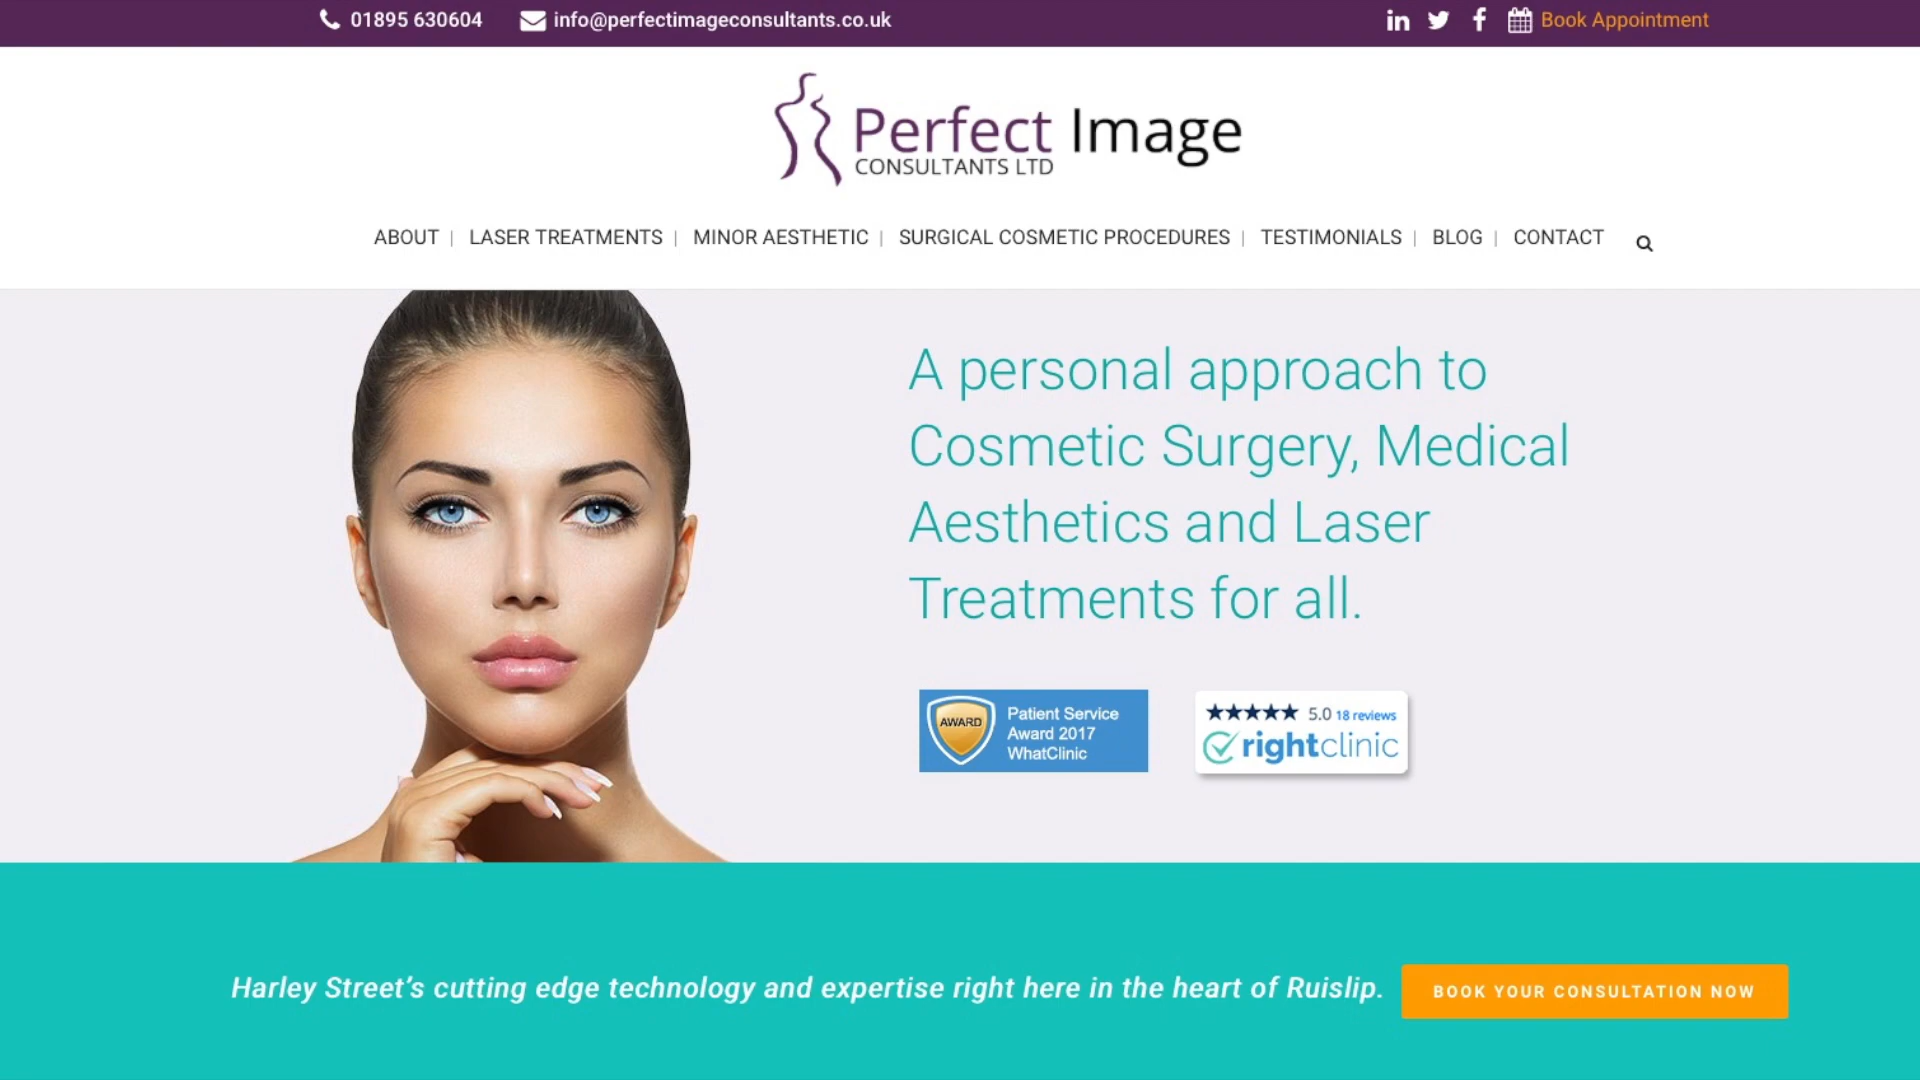 01895 630604
info@perfectimageconsultants.co.uk
Book Appointment
Perfect Image
CONSULTANTS LTD
ABOUT | LASER TREATMENTS | MINOR AESTHETIC | SURGICAL COSMETIC PROCEDURES | TESTIMONIALS | BLOG | CONTACT
A personal approach to
Cosmetic Surgery, Medical
Aesthetics and Laser
Treatments for all.
AWARD
Patient Service
Award 2017
WhatClinic
★★★★★ 5.0 18 reviews
rightclinic
Harley Street's cutting edge technology and expertise right here in the heart of Ruislip.
BOOK YOUR CONSULTATION NOW